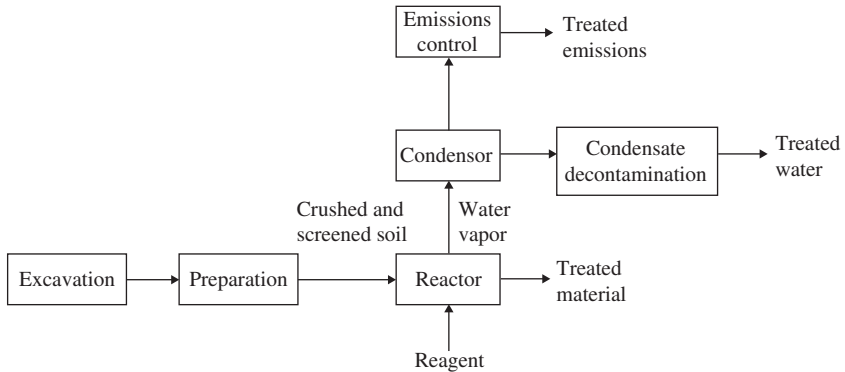 Emissions
control
Treated
emissions
Condensor
Condensate
decontamination
Treated
water
Crushed and
screened soil
Water
vapor
Excavation
Preparation
Reactor
Treated
material
Reagent